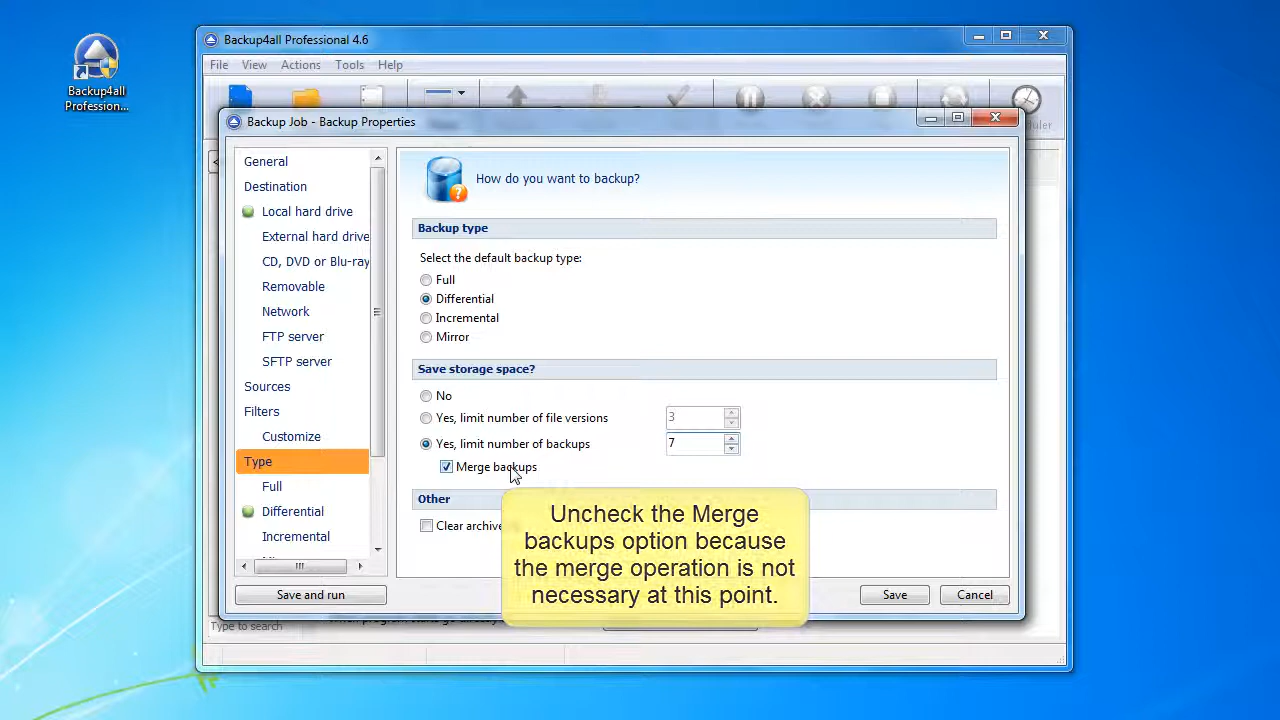 Backup4all
Profession...
Backup4all Professional 4.6
File View Actions Tools Help
Backup Job - Backup Properties
General
Destination
Local hard drive
External hard drive
CD, DVD or Blu-ray
Removable
Network
FTP server
SFTP server
Sources
Filters
Customize
Type
Full
Differential
Incremental
How do you want to backup?
Backup type
Select the default backup type:
Full
Differential
Incremental
Mirror
Save storage space?
No
Yes, limit number of file versions 3
Yes, limit number of backups 7
Merge backups
Other
Clear archive
Uncheck the Merge
backups option because
the merge operation is not
necessary at this point.
Save and run
Save
Cancel
Type to search